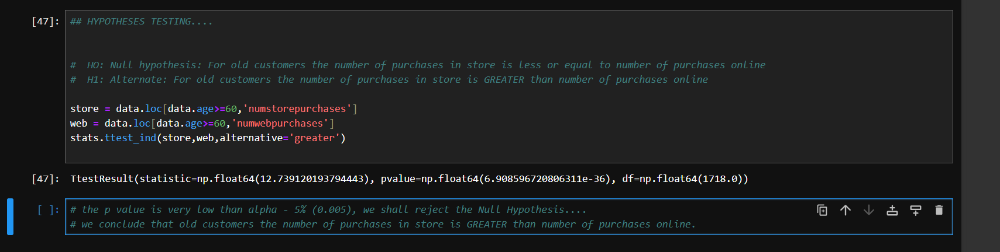 [47]: ## HYPOTHESES TESTING....
# HO: Null hypothesis: For old customers the number of purchases in store is less or equal to number of purchases online
# H1: Alternate: For old customers the number of purchases in store is GREATER than number of purchases online
store = data.loc[data.age>=60,'numstorepurchases']
web = data.loc[data.age>=60,'numwebpurchases']
stats.ttest_ind(store,web,alternative='greater')
[47]: TtestResult(statistic=np.float64(12.739120193794443), pvalue=np.float64(6.908596720806311e-36), df=np.float64(1718.0))
[ ]: # the p value is very low than alpha - 5% (0.005), we shall reject the Null Hypothesis....
# we conclude that old customers the number of purchases in store is GREATER than number of purchases online.